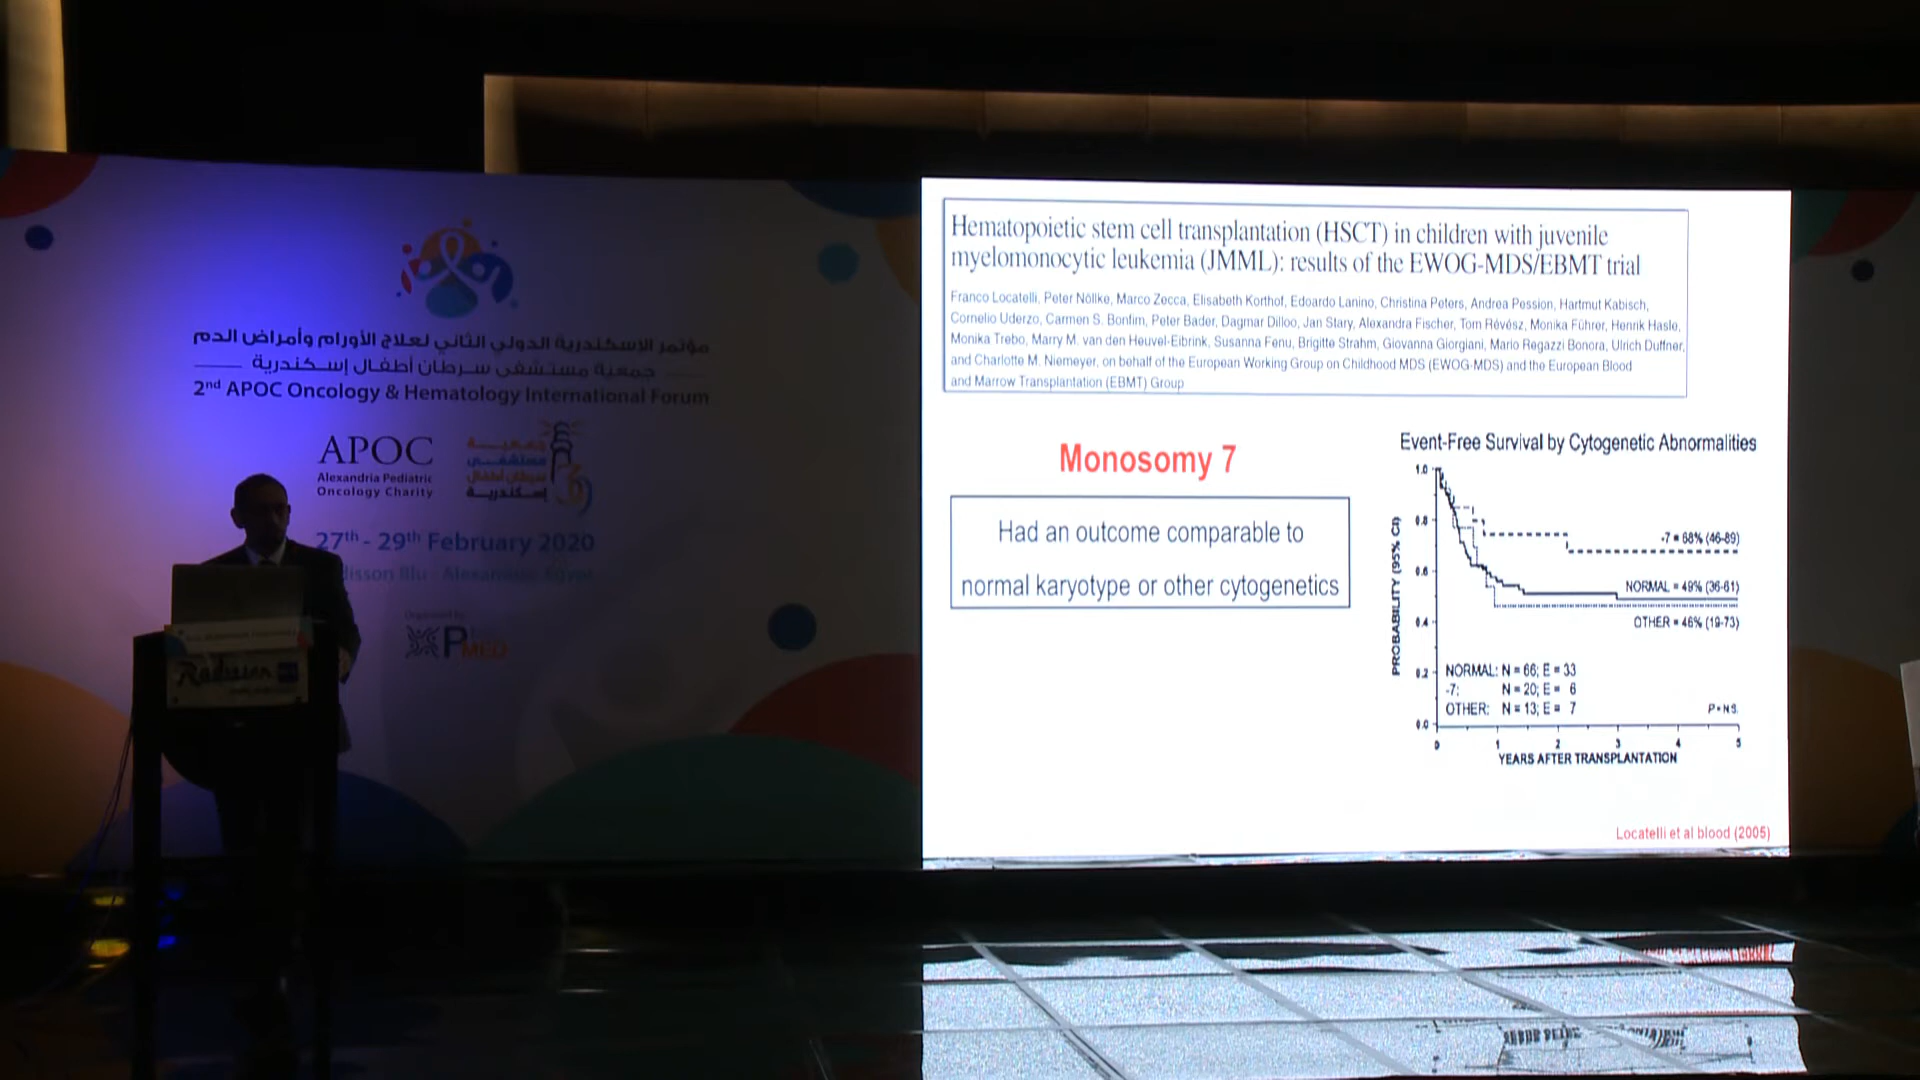 مؤتمر الاسكندرية الدولي الثاني لعلاج الأورام وأمراض الدم
جمعية مستشفى سرطان أطفال إسكندرية
2nd APOC Oncology & Hematology International Forum
APOC
Alexandria Pediatric
Oncology Charity
جمعية
مستشفى
سرطان أطفال
إسكندرية
27th - 29th February 2020
Radisson
Hematopoietic stem cell transplantation (HSCT) in children with juvenile
myelomonocytic leukemia (JMML): results of the EWOG-MDS/EBMT trial
Franco Locatelli, Peter Nöllke, Marco Zecca, Elisabeth Korthof, Edoardo Lanino, Christina Peters, Andrea Pession, Hartmut Kabisch,
Cornelio Uderzo, Carmen S. Bonfim, Peter Bader, Dagmar Dilloo, Jan Stary, Alexandra Fischer, Tom Révész, Monika Führer, Henrik Hasle,
Monika Trebo, Marry M. van den Heuvel-Eibrink, Susanna Fenu, Brigitte Strahm, Giovanna Giorgiani, Mario Regazzi Bonora, Ulrich Duffner,
and Charlotte M. Niemeyer, on behalf of the European Working Group on Childhood MDS (EWOG-MDS) and the European Blood
and Marrow Transplantation (EBMT) Group
Monosomy 7
Had an outcome comparable to
normal karyotype or other cytogenetics
Event-Free Survival by Cytogenetic Abnormalities
PROBABILITY (95% CI)
1.0
0.8
0.6
0.4
0.2
0.0
-7 = 68% (46-89)
NORMAL = 49% (36-61)
OTHER = 46% (19-73)
NORMAL: N = 66; E = 33
-7: N = 20; E = 6
OTHER: N = 13; E = 7
P = N.S.
0 1 2 3 4 5
YEARS AFTER TRANSPLANTATION
Locatelli et al blood (2005)